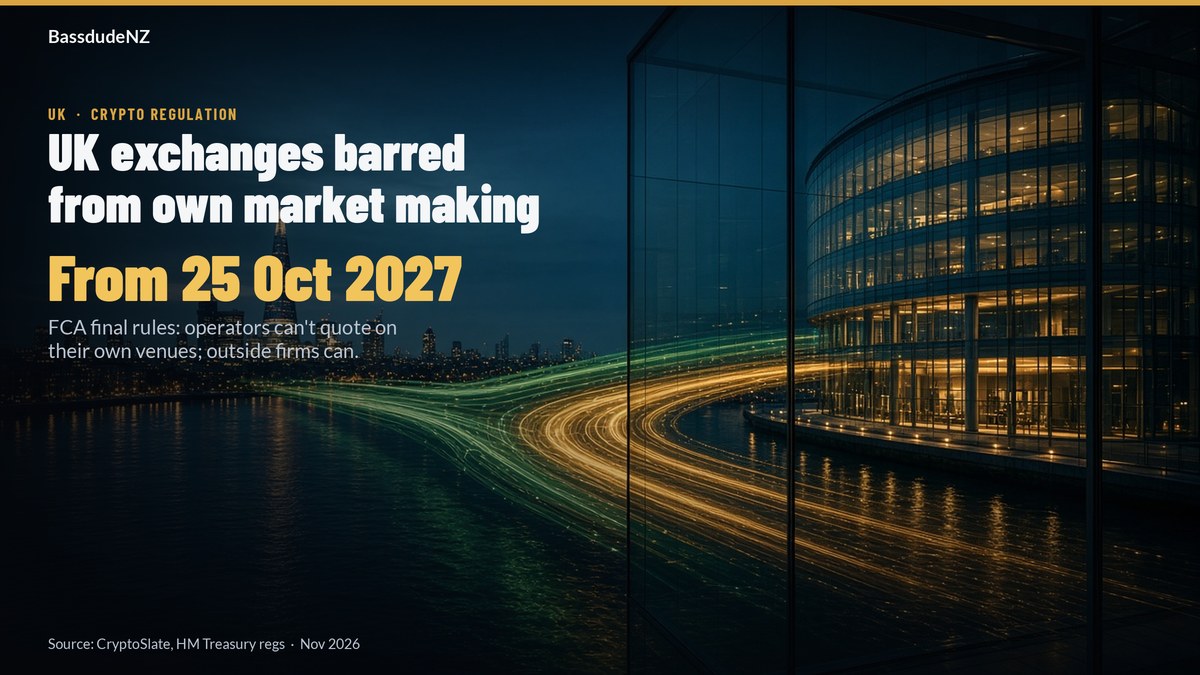 BassdudeNZ
UK · CRYPTO REGULATION
UK exchanges barred
from own market making
From 25 Oct 2027
FCA final rules: operators can't quote on
their own venues; outside firms can.
Source: CryptoSlate, HM Treasury regs · Nov 2026